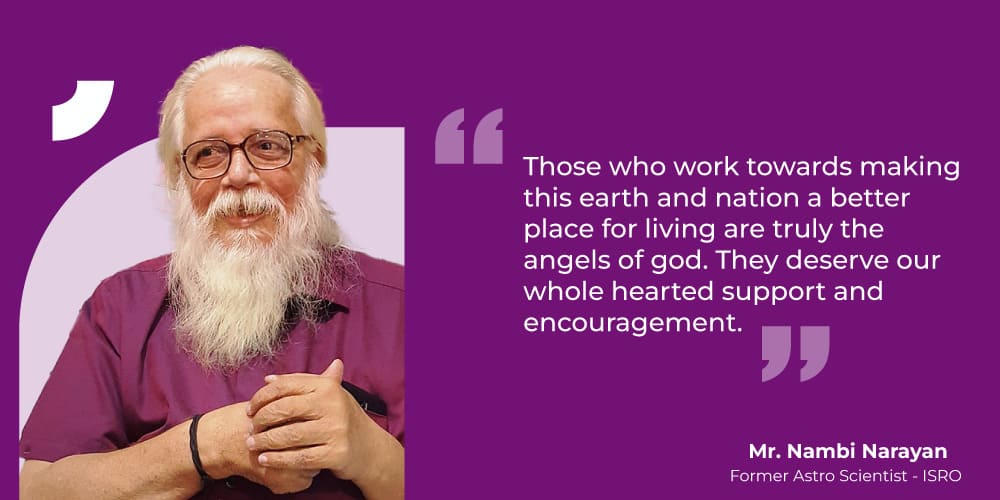 Those who work towards making
this earth and nation a better
place for living are truly the
angels of god. They deserve our
whole hearted support and
encouragement.
Mr. Nambi Narayan
Former Astro Scientist - ISRO